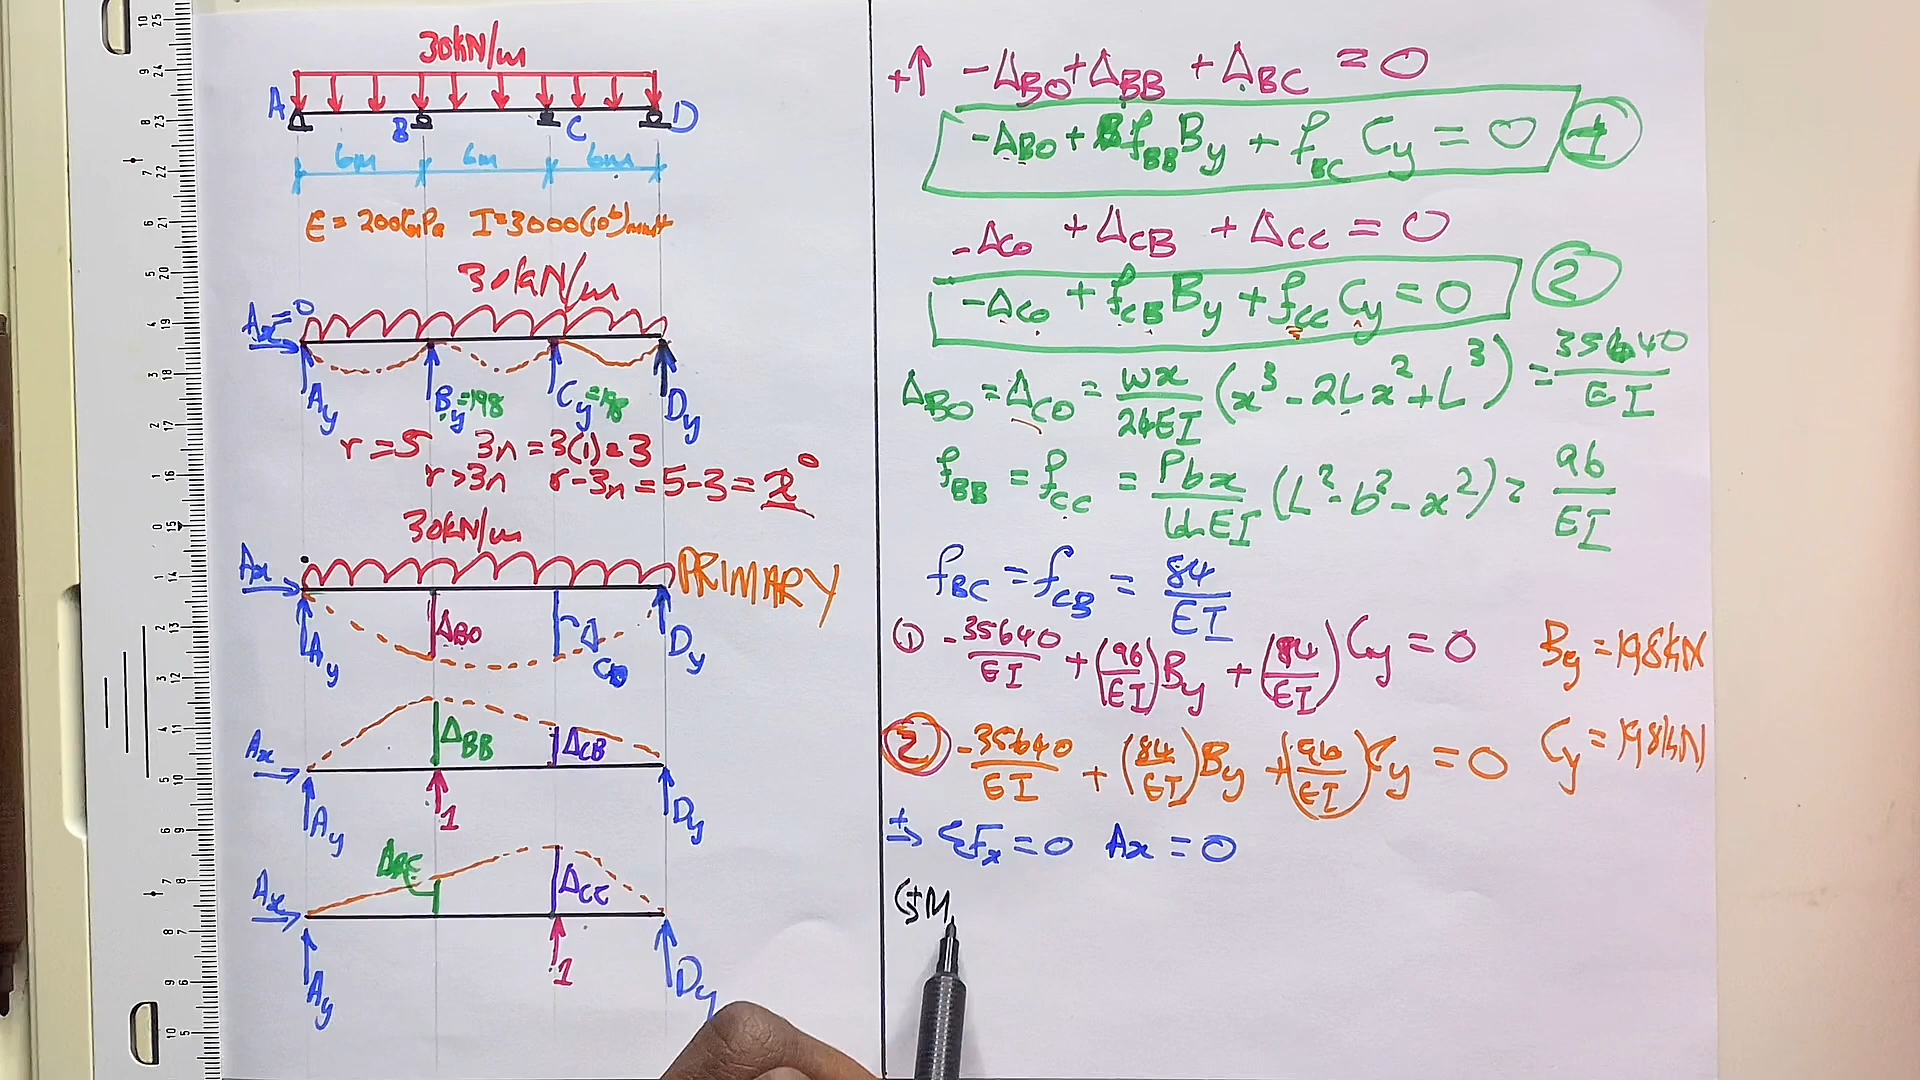 30kN/m
A B C D
6m 6m 6m
E = 200GPa I = 3000(10⁶)mm⁴
30kN/m
Ax=0
Ay By=198 Cy=198 Dy
r = 5 3n = 3(1) = 3
r > 3n r - 3n = 5 - 3 = 2°
30kN/m
Ax PRIMARY
Ay ΔBO ΔCO Dy
Ax ΔBB ΔCB
Ay 1 Dy
Ax ΔBC ΔCC
Ay 1 Dy
+↑ -ΔBO + ΔBB + ΔBC = 0
-ΔBO + fBB By + fBC Cy = 0 1
-ΔCO + ΔCB + ΔCC = 0
-ΔCO + fCB By + fCC Cy = 0 2
ΔBO = ΔCO = wx/24EI (x³ - 2Lx² + L³) = 35640/EI
fBB = fCC = Pbx/6LEI (L² - b² - x²) = 96/EI
fBC = fCB = 84/EI
① -35640/EI + (96/EI)By + (84/EI)Cy = 0 By = 198kN
② -35640/EI + (84/EI)By + (96/EI)Cy = 0 Cy = 198kN
+→ ΣFx = 0 Ax = 0